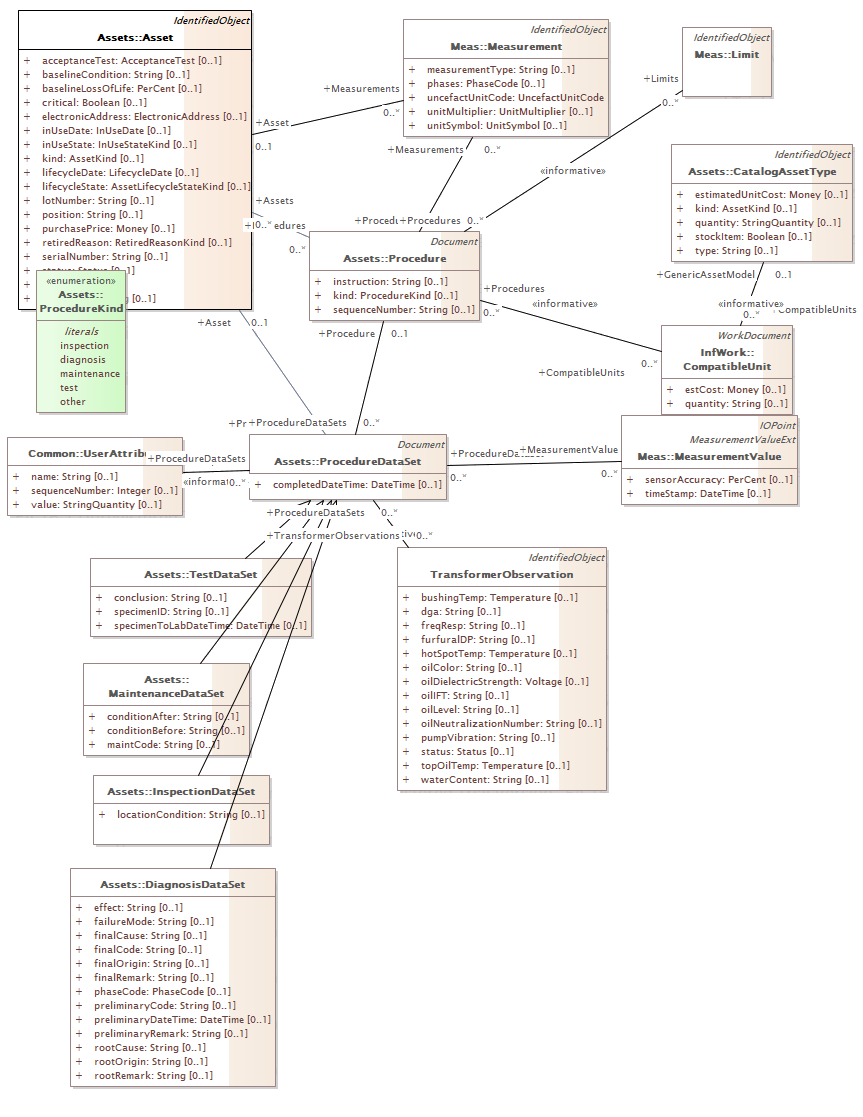 IdentifiedObject
Assets::Asset
+ acceptanceTest: AcceptanceTest [0..1]
+ baselineCondition: String [0..1]
+ baselineLossOfLife: PerCent [0..1]
+ critical: Boolean [0..1]
+ electronicAddress: ElectronicAddress [0..1]
+ inUseDate: InUseDate [0..1]
+ inUseState: InUseStateKind [0..1]
+ kind: AssetKind [0..1]
+ lifecycleDate: LifecycleDate [0..1]
+ lifecycleState: AssetLifecycleStateKind [0..1]
+ lotNumber: String [0..1]
+ position: String [0..1]
+ purchasePrice: Money [0..1]
+ retiredReason: RetiredReasonKind [0..1]
+ serialNumber: String [0..1]
+ status: Status [0..1]
+
+ [0..1]
«enumeration»
Assets::
ProcedureKind
literals
inspection
diagnosis
maintenance
test
other
IdentifiedObject
Meas::Measurement
+ measurementType: String [0..1]
+ phases: PhaseCode [0..1]
+ uncefactUnitCode: UncefactUnitCode
+ unitMultiplier: UnitMultiplier [0..1]
+ unitSymbol: UnitSymbol [0..1]
IdentifiedObject
Meas::Limit
+Measurements
0..*
+Asset
0..1
+Limits
0..*
+Measurements 0..*
«informative»
+Assets
0..*
edures
0..*
+Procedu
+Procedures 0..*
IdentifiedObject
Assets::CatalogAssetType
+ estimatedUnitCost: Money [0..1]
+ kind: AssetKind [0..1]
+ quantity: StringQuantity [0..1]
+ stockItem: Boolean [0..1]
+ type: String [0..1]
Document
Assets::Procedure
+ instruction: String [0..1]
+ kind: ProcedureKind [0..1]
+ sequenceNumber: String [0..1]
+GenericAssetModel 0..1
+Procedures
0..*
«informative»
«informative»
0..*
CompatibleUnits
+Asset 0..1
+Procedure 0..1
0..*
+CompatibleUnits
WorkDocument
InfWork::
CompatibleUnit
+ estCost: Money [0..1]
+ quantity: String [0..1]
+Pr
+ProcedureDataSets 0..*
Document
Assets::ProcedureDataSet
+ completedDateTime: DateTime [0..1]
IOPoint
MeasurementValueExt
Meas::MeasurementValue
+ sensorAccuracy: PerCent [0..1]
+ timeStamp: DateTime [0..1]
+ProcedureDa
+MeasurementValue
0..*
0..*
Common::UserAttribu
+ name: String [0..1]
+ sequenceNumber: Integer [0..1]
+ value: StringQuantity [0..1]
+ProcedureDataSets
«informa
0..*
+ProcedureDataSets 0..*
+TransformerObservations
0..*
Assets::TestDataSet
+ conclusion: String [0..1]
+ specimenID: String [0..1]
+ specimenToLabDateTime: DateTime [0..1]
IdentifiedObject
TransformerObservation
+ bushingTemp: Temperature [0..1]
+ dga: String [0..1]
+ freqResp: String [0..1]
+ furfuralDP: String [0..1]
+ hotSpotTemp: Temperature [0..1]
+ oilColor: String [0..1]
+ oilDielectricStrength: Voltage [0..1]
+ oilIFT: String [0..1]
+ oilLevel: String [0..1]
+ oilNeutralizationNumber: String [0..1]
+ pumpVibration: String [0..1]
+ status: Status [0..1]
+ topOilTemp: Temperature [0..1]
+ waterContent: String [0..1]
Assets::
MaintenanceDataSet
+ conditionAfter: String [0..1]
+ conditionBefore: String [0..1]
+ maintCode: String [0..1]
Assets::InspectionDataSet
+ locationCondition: String [0..1]
Assets::DiagnosisDataSet
+ effect: String [0..1]
+ failureMode: String [0..1]
+ finalCause: String [0..1]
+ finalCode: String [0..1]
+ finalOrigin: String [0..1]
+ finalRemark: String [0..1]
+ phaseCode: PhaseCode [0..1]
+ preliminaryCode: String [0..1]
+ preliminaryDateTime: DateTime [0..1]
+ preliminaryRemark: String [0..1]
+ rootCause: String [0..1]
+ rootOrigin: String [0..1]
+ rootRemark: String [0..1]